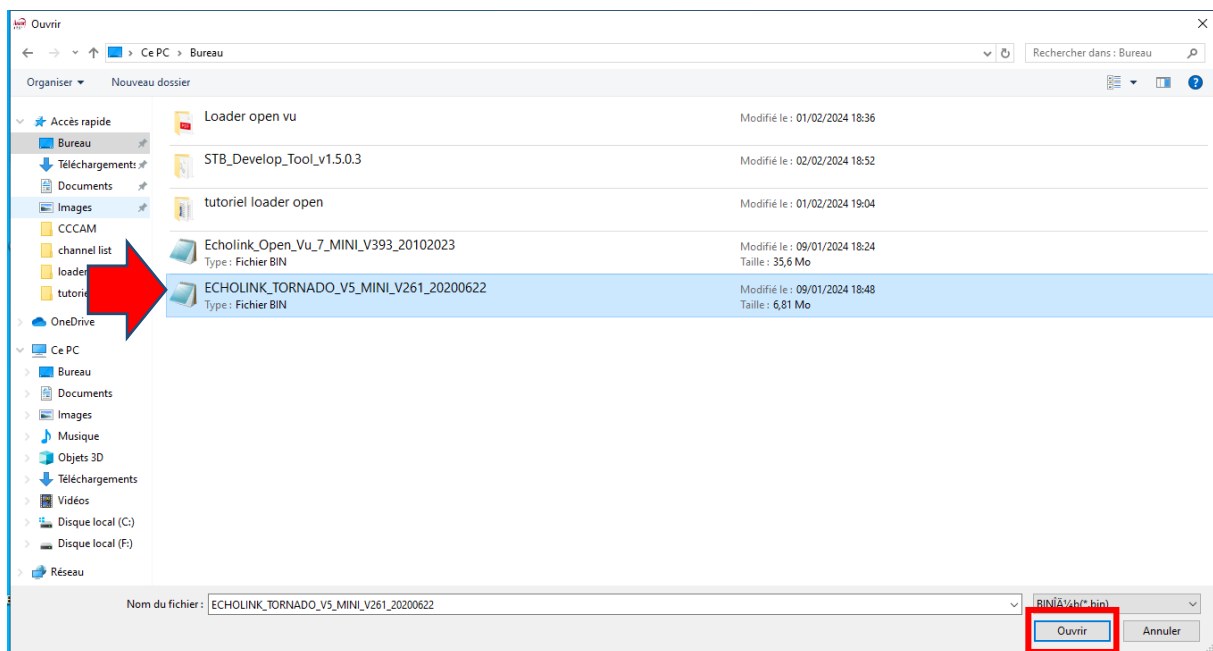 Ouvrir
Ce PC > Bureau
Rechercher dans : Bureau
Organiser
Nouveau dossier
Accès rapide
Bureau
Téléchargements
Documents
Images
CCCAM
channel list
loader
OneDrive
Ce PC
Bureau
Documents
Images
Musique
Objets 3D
Téléchargements
Vidéos
Disque local (C:)
Disque local (F:)
Réseau
Loader open vu
Modifié le : 01/02/2024 18:36
STB_Develop_Tool_v1.5.0.3
Modifié le : 02/02/2024 18:52
tutoriel loader open
Modifié le : 01/02/2024 19:04
Echolink_Open_Vu_7_MINI_V393_20102023
Modifié le : 09/01/2024 18:24
Type : Fichier BIN
Taille : 35,6 Mo
ECHOLINK_TORNADO_V5_MINI_V261_20200622
Modifié le : 09/01/2024 18:48
Type : Fichier BIN
Taille : 6,81 Mo
Nom du fichier : ECHOLINK_TORNADO_V5_MINI_V261_20200622
Ouvrir
Annuler